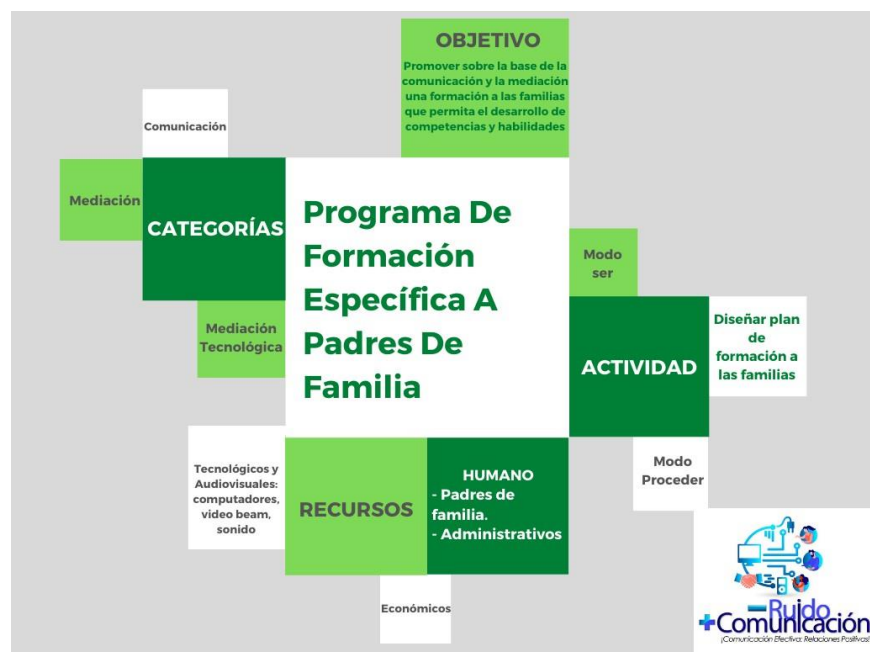 OBJETIVO
Promover sobre la base de la
comunicación y la mediación
una formación a las familias
que permita el desarrollo de
competencias y habilidades
Comunicación
Mediación
CATEGORÍAS
Mediación
Tecnológica
Programa De
Formación
Específica A
Padres De
Familia
Modo
ser
ACTIVIDAD
Diseñar plan
de
formación a
las familias
Modo
Proceder
Tecnológicos y
Audiovisuales:
computadores,
video beam,
sonido
RECURSOS
HUMANO
- Padres de
familia.
- Administrativos
Económicos
Ruido
+Comunicación
¡Comunicación Efectiva: Relaciones Positivas!